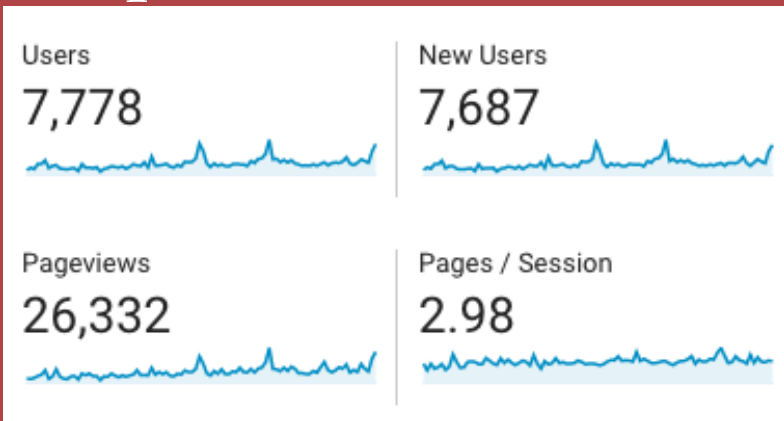 Users
7,778
New Users
7,687
Pageviews
26,332
Pages / Session
2.98